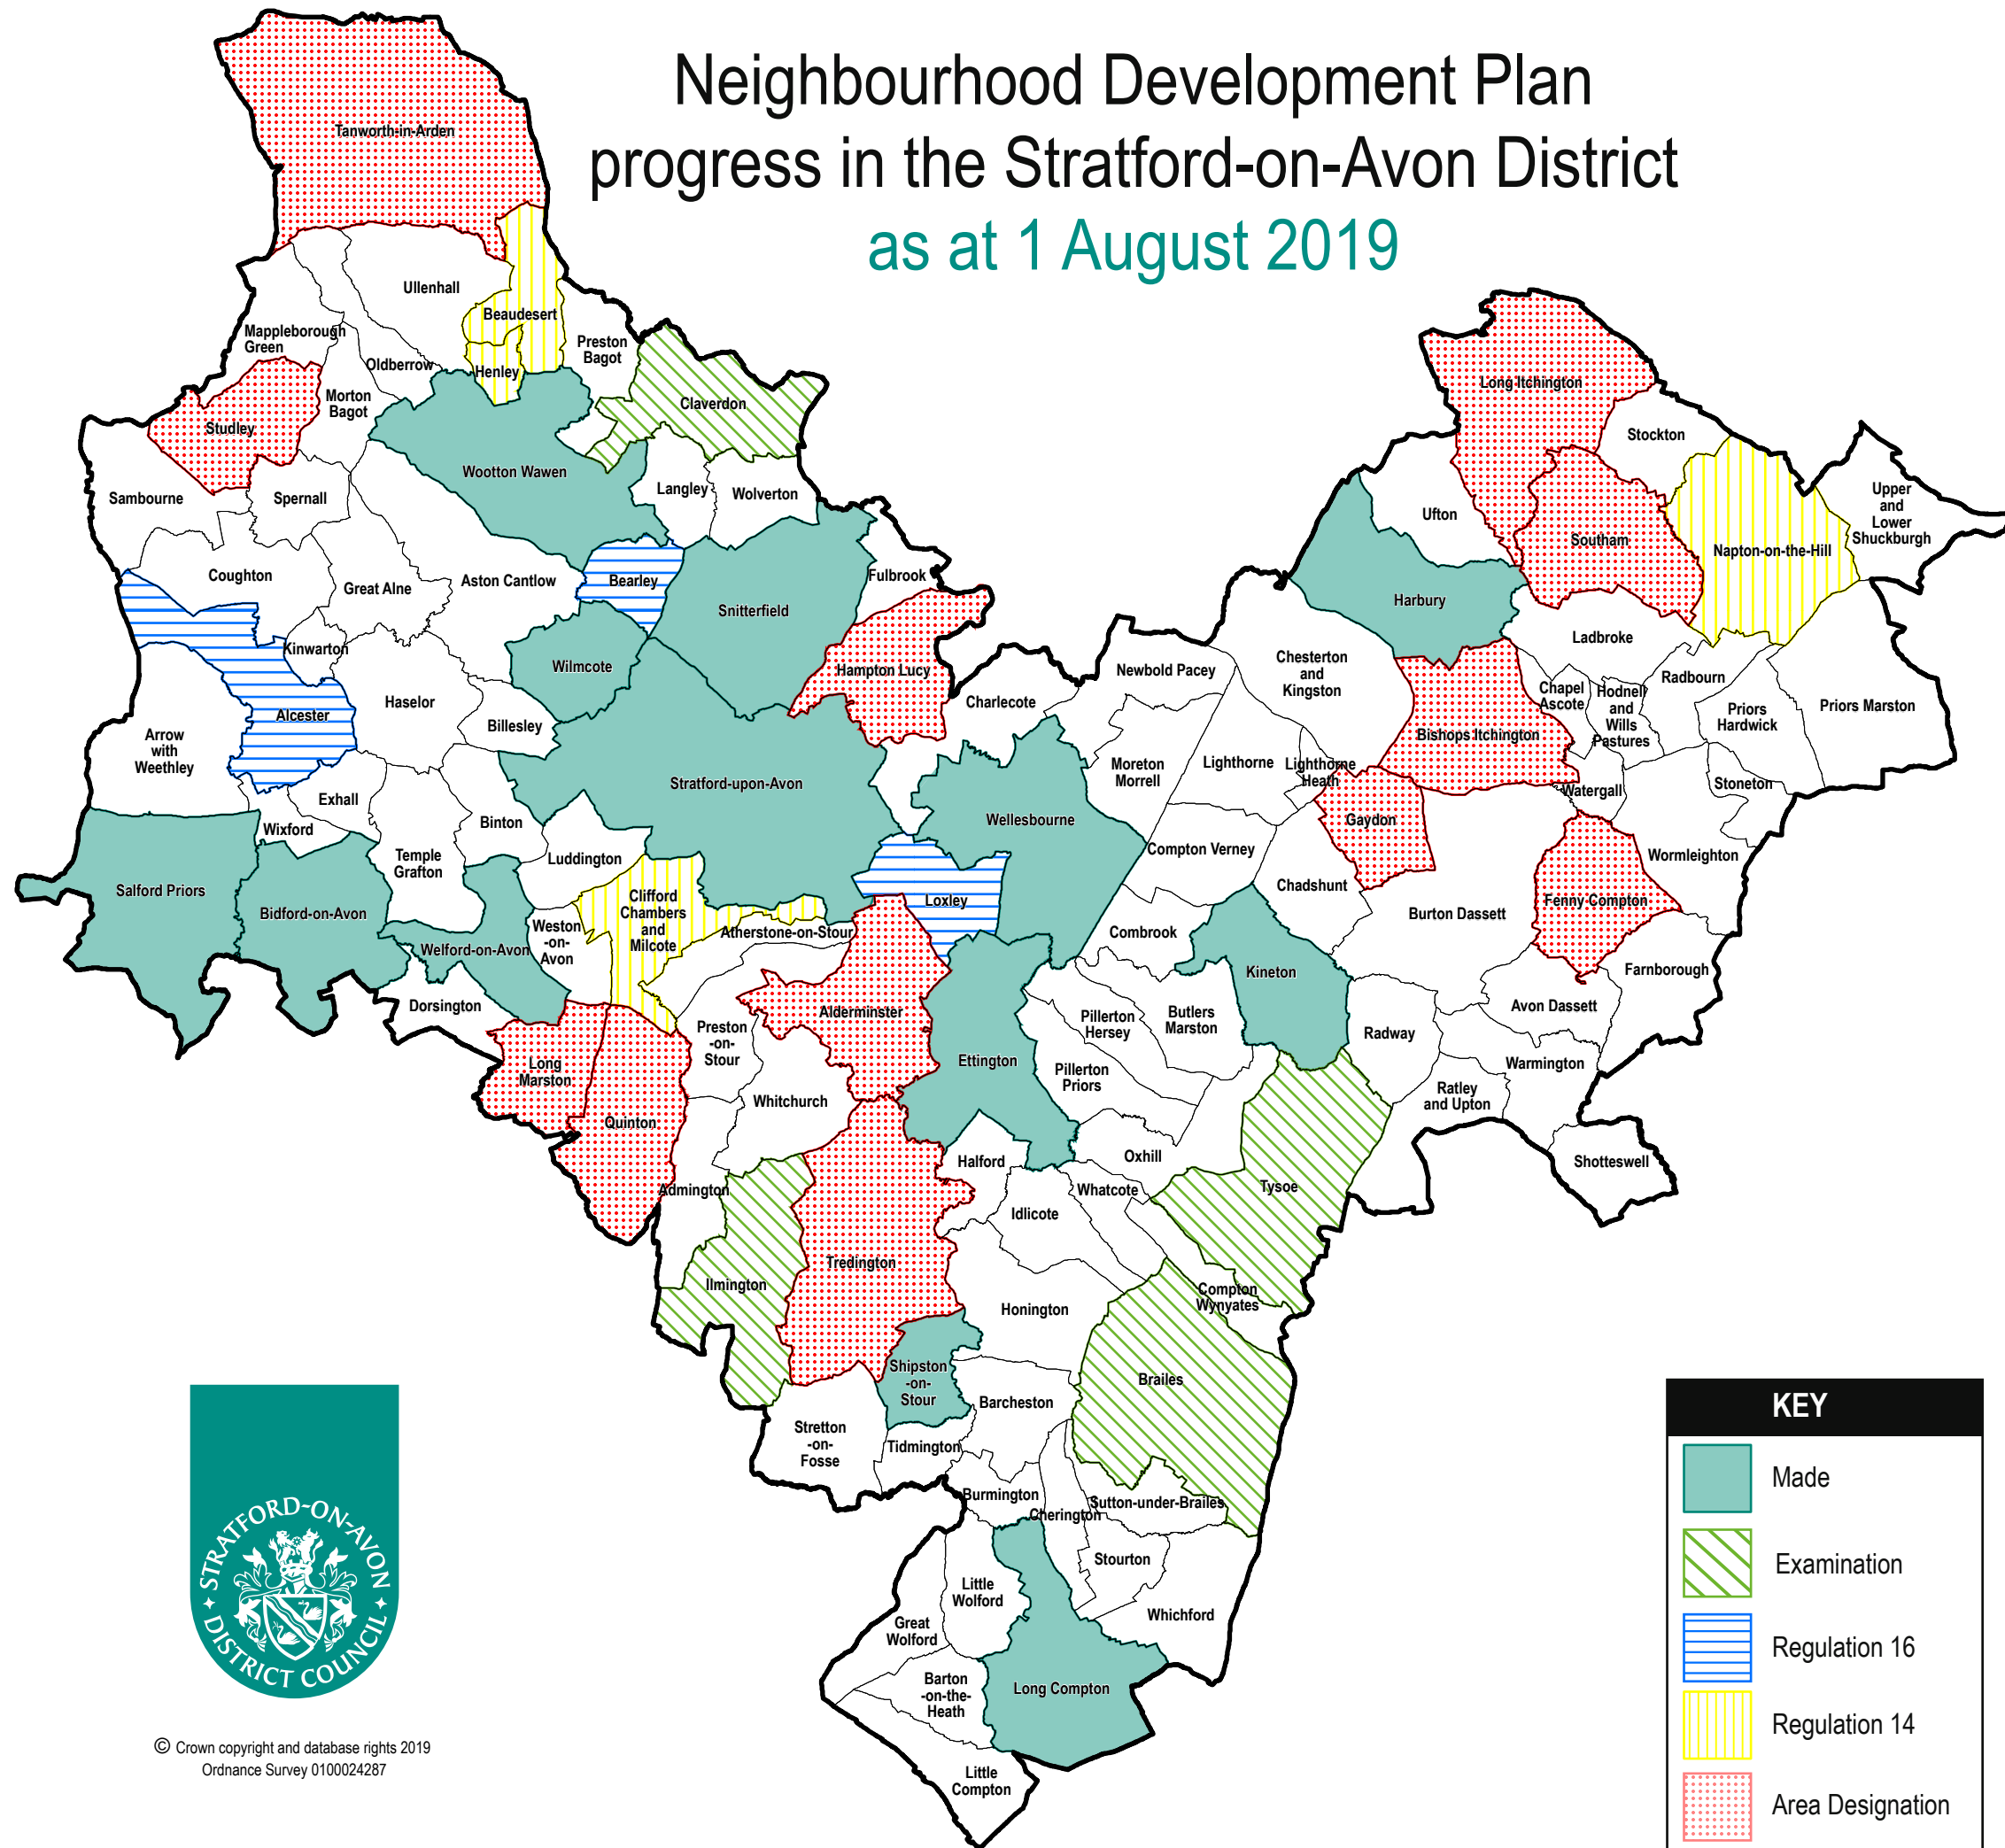 Neighbourhood Development Plan
progress in the Stratford-on-Avon District
as at 1 August 2019
Tanworth-in-Arden
Ullenhall
Beaudesert
Mappleborough
Green
Preston
Bagot
Oldberrow
Henley
Morton
Bagot
Claverdon
Studley
Wootton Wawen
Sambourne
Spernall
Langley
Wolverton
Coughton
Great Alne
Aston Cantlow
Bearley
Snitterfield
Fulbrook
Kinwarton
Wilmcote
Hampton Lucy
Haselor
Alcester
Billesley
Charlecote
Arrow
with
Weethley
Stratford-upon-Avon
Exhall
Wixford
Binton
Temple
Grafton
Luddington
Wellesbourne
Salford Priors
Bidford-on-Avon
Welford-on-Avon
Weston
-on-
Avon
Clifford
Chambers
and
Milcote
Atherstone-on-Stour
Loxley
Dorsington
Alderminster
Preston
-on-
Stour
Long
Marston
Quinton
Whitchurch
Ettington
Admington
Ilmington
Tredington
Halford
Newbold Pacey
Chesterton
and
Kingston
Moreton
Morrell
Lighthorne
Lighthorne
Heath
Compton Verney
Gaydon
Chadshunt
Combrook
Kineton
Burton Dassett
Long Itchington
Stockton
Ufton
Southam
Napton-on-the-Hill
Upper
and
Lower
Shuckburgh
Harbury
Ladbroke
Radbourn
Chapel
Ascote
Hodnell
and
Wills
Pastures
Priors
Hardwick
Priors Marston
Bishops Itchington
Watergall
Stoneton
Wormleighton
Fenny Compton
Farnborough
Avon Dassett
Pillerton
Hersey
Butlers
Marston
Radway
Pillerton
Priors
Warmington
Ratley
and Upton
Oxhill
Shotteswell
Whatcote
Tysoe
Idlicote
Honington
Compton
Wynyates
Brailes
Shipston
-on-
Stour
Barcheston
Stretton
-on-
Fosse
Tidmington
Burmington
Cherington
Sutton-under-Brailes
Stourton
Little
Wolford
Great
Wolford
Whichford
Barton
-on-the-
Heath
Long Compton
Little
Compton
STRATFORD-ON-AVON
DISTRICT COUNCIL
© Crown copyright and database rights 2019
Ordnance Survey 0100024287
KEY
Made
Examination
Regulation 16
Regulation 14
Area Designation